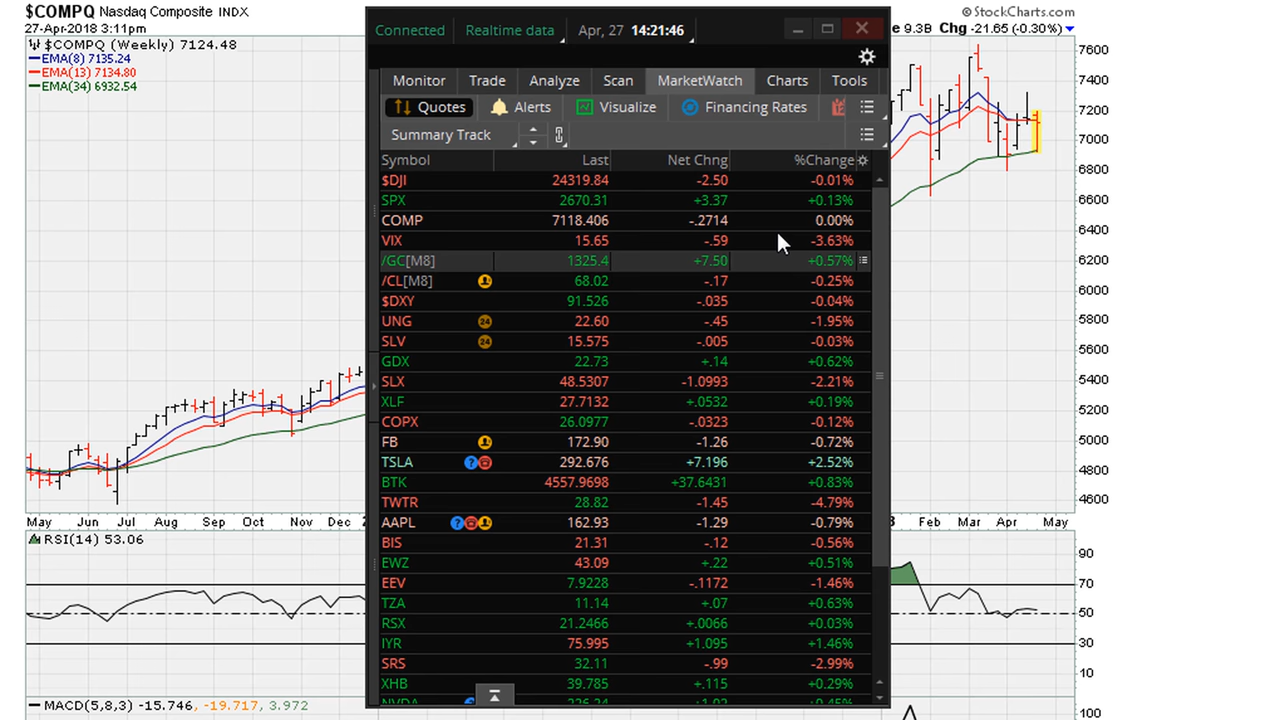 $COMPQ Nasdaq Composite INDX
27-Apr-2018 3:11pm
© StockCharts.com
e 9.3B Chg -21.65 (-0.30%)
$COMPQ (Weekly) 7124.48
EMA(8) 7135.24
EMA(13) 7134.80
EMA(34) 6932.54
Connected Realtime data Apr, 27 14:21:46
Monitor Trade Analyze Scan MarketWatch Charts Tools
Quotes Alerts Visualize Financing Rates
Summary Track
Symbol Last Net Chng %Change
$DJI 24319.84 -2.50 -0.01%
SPX 2670.31 +3.37 +0.13%
COMP 7118.406 -.2714 0.00%
VIX 15.65 -.59 -3.63%
/GC[M8] 1325.4 +7.50 +0.57%
/CL[M8] 68.02 -.17 -0.25%
$DXY 91.526 -.035 -0.04%
UNG 24 22.60 -.45 -1.95%
SLV 24 15.575 -.005 -0.03%
GDX 22.73 +.14 +0.62%
SLX 48.5307 -1.0993 -2.21%
XLF 27.7132 +.0532 +0.19%
COPX 26.0977 -.0323 -0.12%
FB 172.90 -1.26 -0.72%
TSLA ? 292.676 +7.196 +2.52%
BTK 4557.9698 +37.6431 +0.83%
TWTR 28.82 -1.45 -4.79%
AAPL ? 162.93 -1.29 -0.79%
BIS 21.31 -.12 -0.56%
EWZ 43.09 +.22 +0.51%
EEV 7.9228 -.1172 -1.46%
TZA 11.14 +.07 +0.63%
RSX 21.2466 +.0066 +0.03%
IYR 75.995 +1.095 +1.46%
SRS 32.11 -.99 -2.99%
XHB 39.785 +.115 +0.29%
7600
7400
7200
7000
6800
6600
6400
6200
6000
5800
5600
5400
5200
5000
4800
4600
May Jun Jul Aug Sep Oct Nov Dec
Feb Mar Apr May
RSI(14) 53.06
90
70
50
30
10
MACD(5,8,3) -15.746, -19.717, 3.972
100